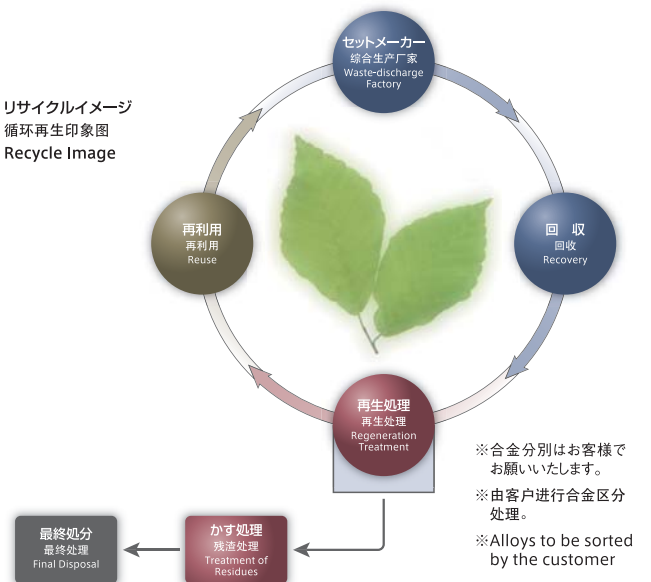 セットメーカー
综合生产厂家
Waste-discharge
Factory
リサイクルイメージ
循环再生印象图
Recycle Image
再利用
再利用
Reuse
回　収
回收
Recovery
再生処理
再生处理
Regeneration
Treatment
※合金分別はお客様で
お願いいたします。
※由客户进行合金区分
处理。
※Alloys to be sorted
by the customer
かす処理
残渣处理
Treatment of
Residues
最終処分
最终处理
Final Disposal